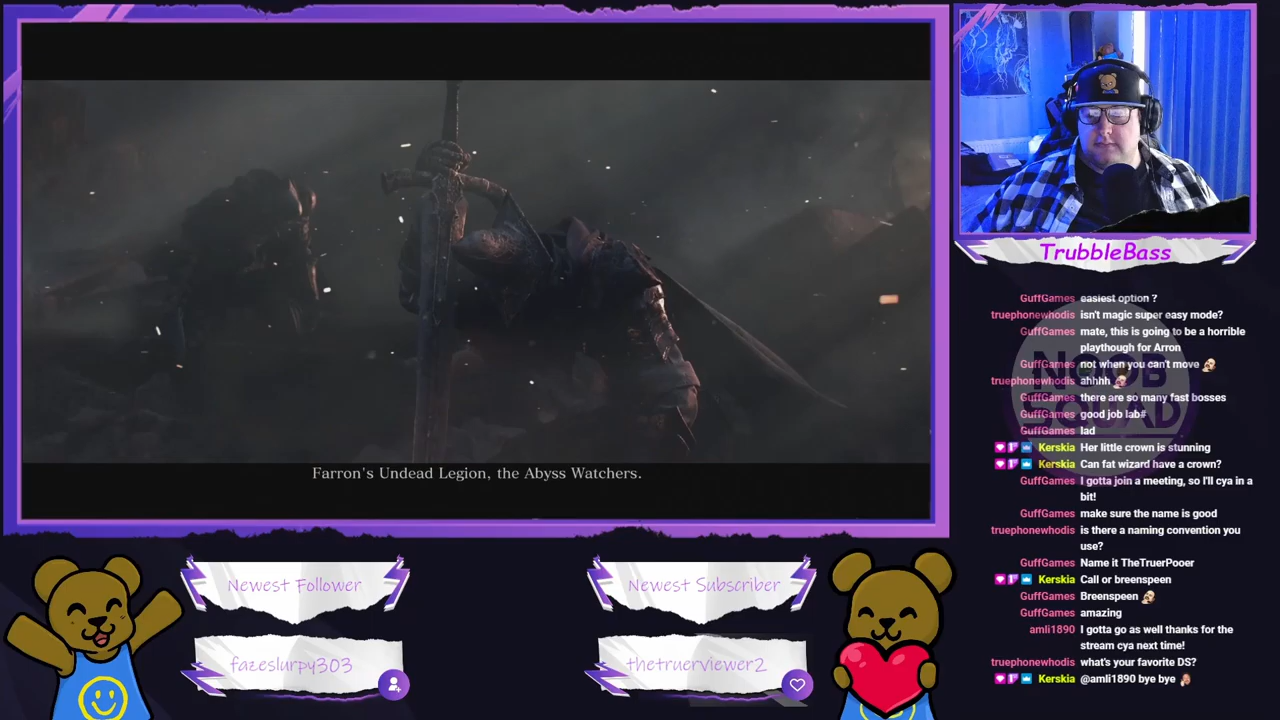 Farron's Undead Legion, the Abyss Watchers.
TrubbleBass
GuffGames easiest option ?
truephonewhodis isn't magic super easy mode?
GuffGames mate, this is going to be a horrible
playthough for Arron
GuffGames not when you can't move
truephonewhodis ahhhh
GuffGames there are so many fast bosses
GuffGames good job lab#
GuffGames lad
Kerskia Her little crown is stunning
Kerskia Can fat wizard have a crown?
GuffGames I gotta join a meeting, so I'll cya in a
bit!
GuffGames make sure the name is good
truephonewhodis is there a naming convention you
use?
GuffGames Name it TheTruerPooer
Kerskia Call or breenspeen
GuffGames Breenspeen
GuffGames amazing
amli1890 I gotta go as well thanks for the
stream cya next time!
truephonewhodis what's your favorite DS?
Kerskia @amli1890 bye bye
NOOB
SQUAD
Newest Follower
fazeslurpy303
Newest Subscriber
thetruerviewer2